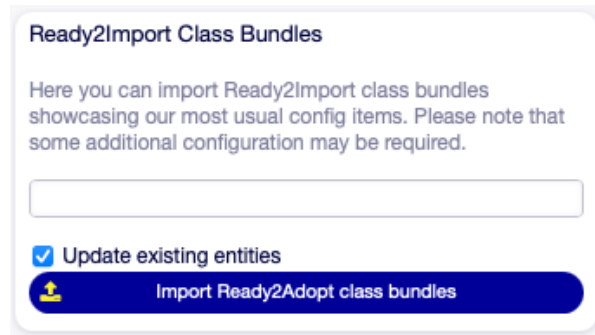 Ready2Import Class Bundles
Here you can import Ready2Import class bundles
showcasing our most usual config items. Please note that
some additional configuration may be required.
Update existing entities
Import Ready2Adopt class bundles